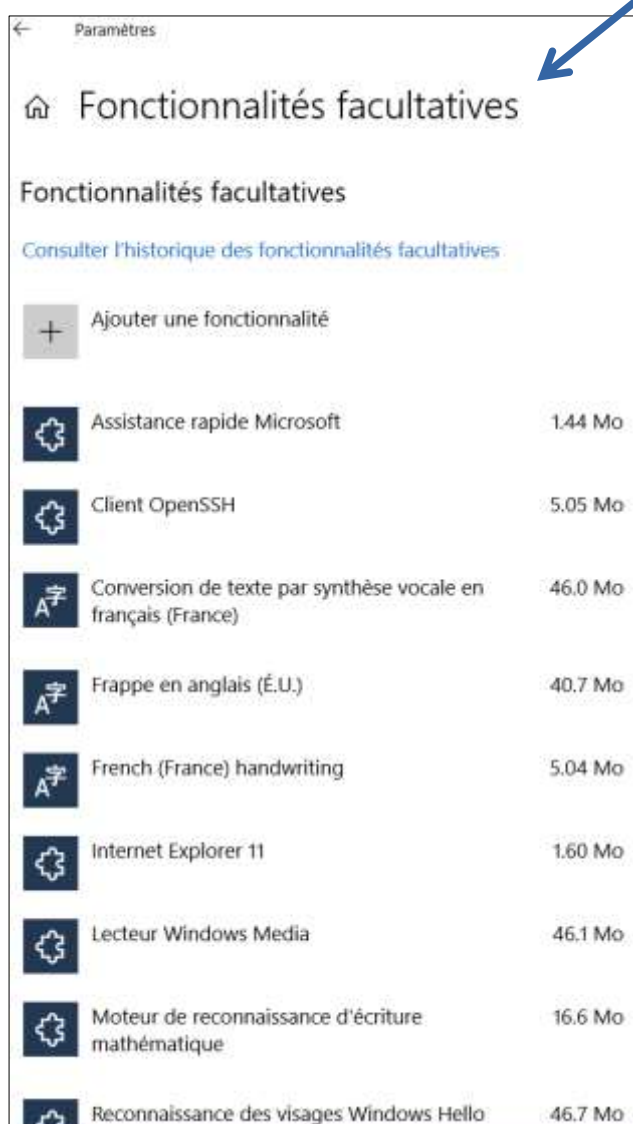 Paramètres
Fonctionnalités facultatives
Fonctionnalités facultatives
Consulter l'historique des fonctionnalités facultatives
Ajouter une fonctionnalité
Assistance rapide Microsoft 1.44 Mo
Client OpenSSH 5.05 Mo
Conversion de texte par synthèse vocale en 46.0 Mo
français (France)
Frappe en anglais (É.U.) 40.7 Mo
French (France) handwriting 5.04 Mo
Internet Explorer 11 1.60 Mo
Lecteur Windows Media 46.1 Mo
Moteur de reconnaissance d'écriture 16.6 Mo
mathématique
Reconnaissance des visages Windows Hello 46.7 Mo